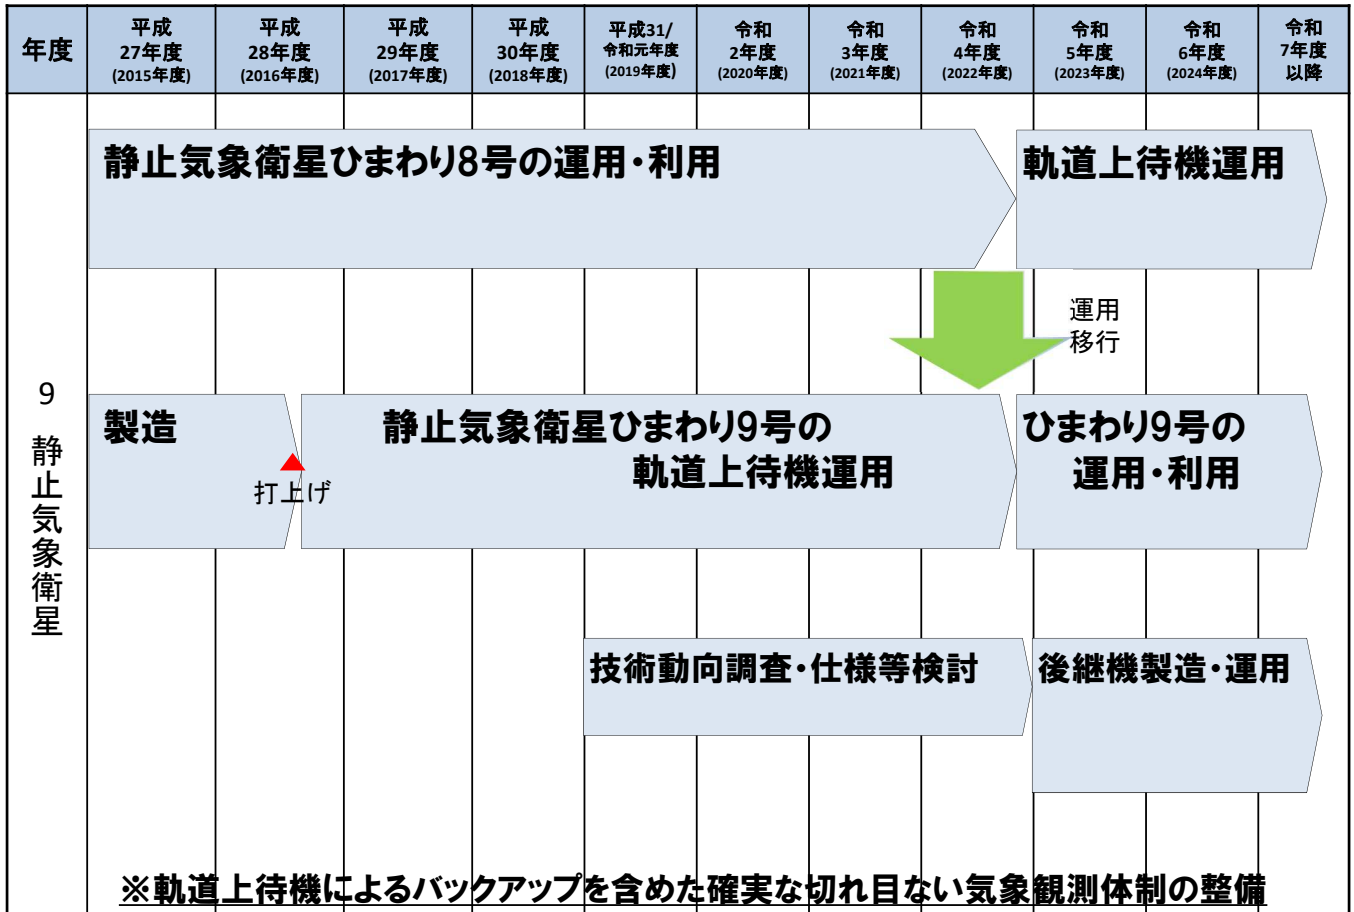 年度
平成
27年度
(2015年度)
平成
28年度
(2016年度)
平成
29年度
(2017年度)
平成
30年度
(2018年度)
平成31/
令和元年度
(2019年度)
令和
2年度
(2020年度)
令和
3年度
(2021年度)
令和
4年度
(2022年度)
令和
5年度
(2023年度)
令和
6年度
(2024年度)
令和
7年度
以降
9 静止気象衛星
静止気象衛星ひまわり8号の運用・利用
軌道上待機運用
運用
移行
製造
打上げ
静止気象衛星ひまわり9号の
軌道上待機運用
ひまわり9号の
運用・利用
技術動向調査・仕様等検討
後継機製造・運用
※軌道上待機によるバックアップを含めた確実な切れ目ない気象観測体制の整備